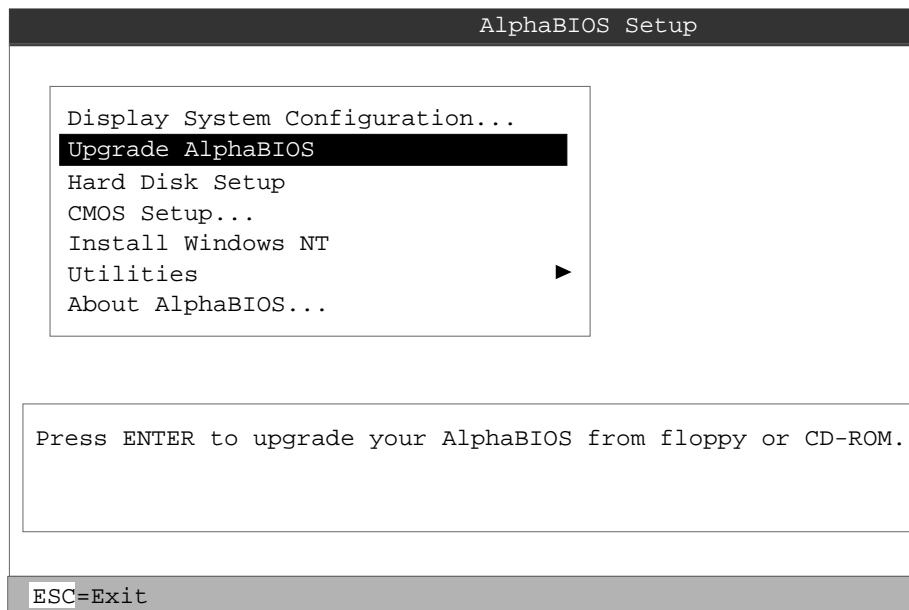 AlphaBIOS Setup
Display System Configuration...
Upgrade AlphaBIOS
Hard Disk Setup
CMOS Setup...
Install Windows NT
Utilities
About AlphaBIOS...
Press ENTER to upgrade your AlphaBIOS from floppy or CD-ROM.
ESC=Exit